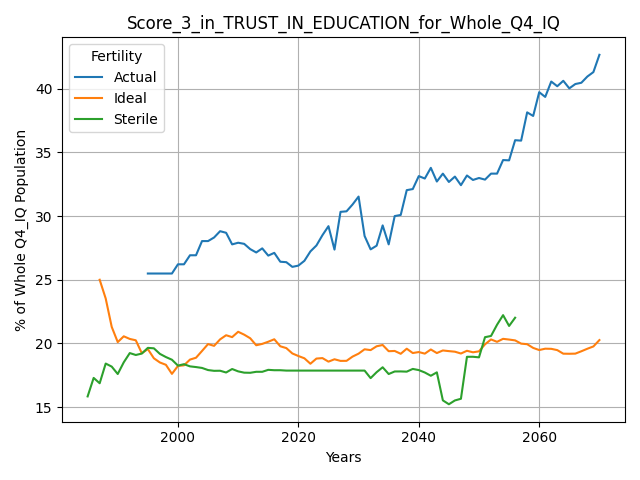 Score_3_in_TRUST_IN_EDUCATION_for_Whole_Q4_IQ
Fertility
Actual
Ideal
Sterile
% of Whole Q4_IQ Population
40
35
30
25
20
15
2000
2020
2040
2060
Years